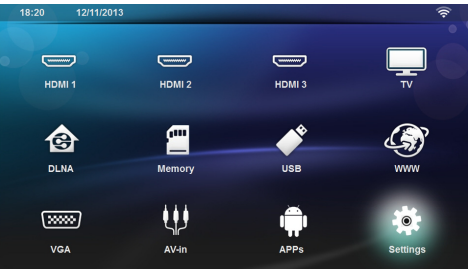 18:20 12/11/2013
HDMI 1 HDMI 2 HDMI 3 TV
DLNA Memory USB WWW
VGA AV-in APPs Settings